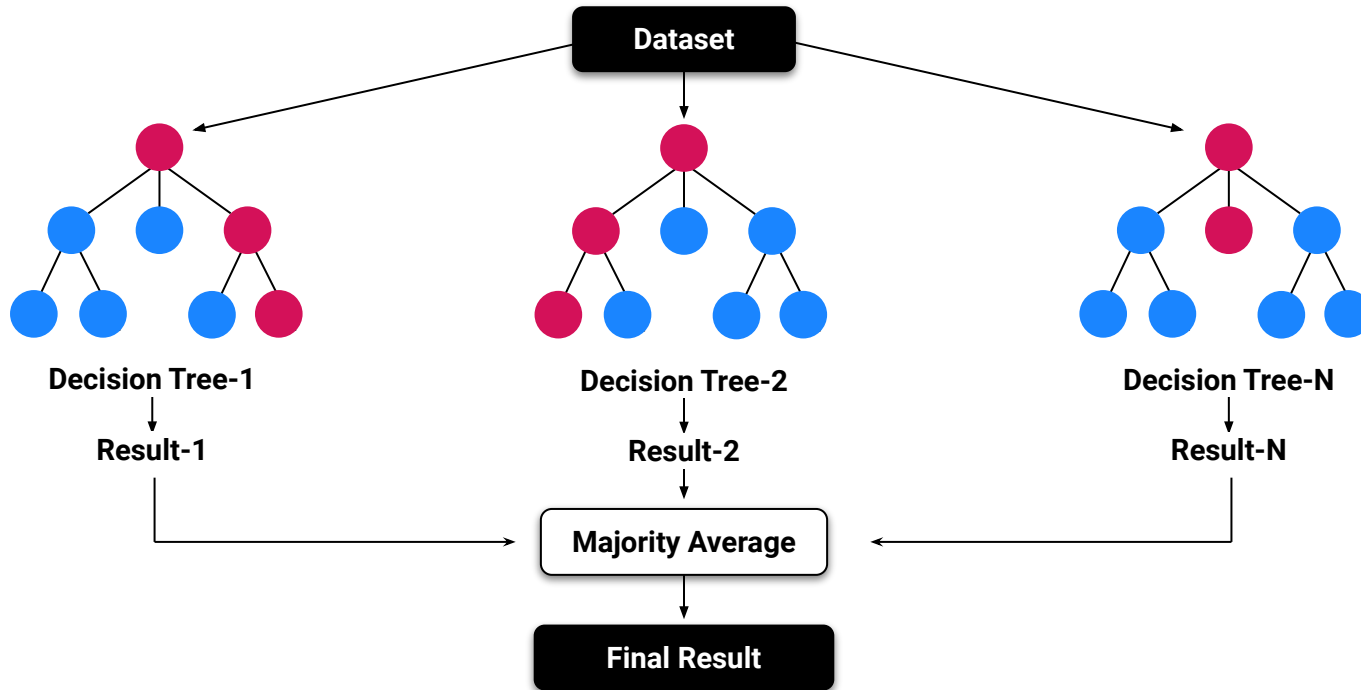 Dataset
Decision Tree-1
Decision Tree-2
Decision Tree-N
Result-1
Result-2
Result-N
Majority Average
Final Result